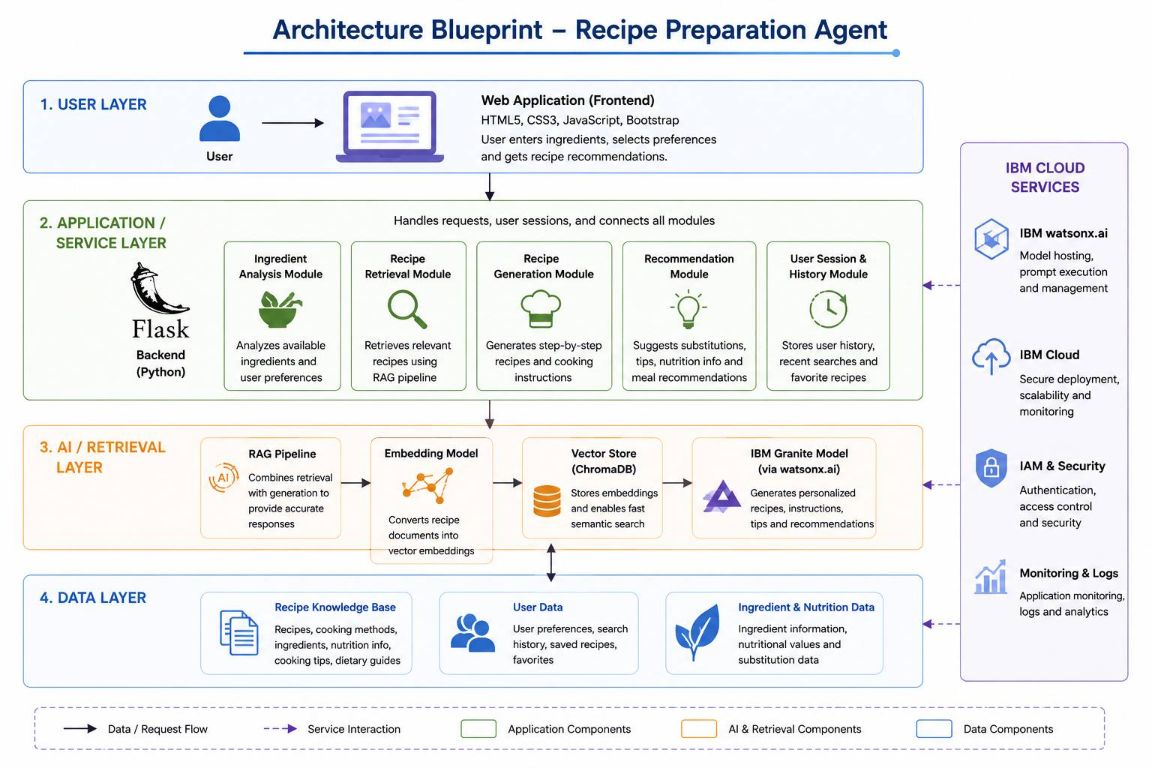 Architecture Blueprint – Recipe Preparation Agent
1. USER LAYER
User
Web Application (Frontend)
HTML5, CSS3, JavaScript, Bootstrap
User enters ingredients, selects preferences
and gets recipe recommendations.
2. APPLICATION /
SERVICE LAYER
Handles requests, user sessions, and connects all modules
Flask
Backend
(Python)
Ingredient
Analysis Module
Analyzes available
ingredients and
user preferences
Recipe
Retrieval Module
Retrieves relevant
recipes using
RAG pipeline
Recipe
Generation Module
Generates step-by-step
recipes and cooking
instructions
Recommendation
Module
Suggests substitutions,
tips, nutrition info and
meal recommendations
User Session &
History Module
Stores user history,
recent searches and
favorite recipes
3. AI / RETRIEVAL
LAYER
AI
RAG Pipeline
Combines retrieval
with generation to
provide accurate
responses
Embedding Model
Converts recipe
documents into
vector embeddings
Vector Store
(ChromaDB)
Stores embeddings
and enables fast
semantic search
IBM Granite Model
(via watsonx.ai)
Generates personalized
recipes, instructions,
tips and recommendations
4. DATA LAYER
Recipe Knowledge Base
Recipes, cooking methods,
ingredients, nutrition info,
cooking tips, dietary guides
User Data
User preferences, search
history, saved recipes,
favorites
Ingredient & Nutrition Data
Ingredient information,
nutritional values and
substitution data
IBM CLOUD
SERVICES
IBM watsonx.ai
Model hosting,
prompt execution
and management
IBM Cloud
Secure deployment,
scalability and
monitoring
IAM & Security
Authentication,
access control
and security
Monitoring & Logs
Application monitoring,
logs and analytics
Data / Request Flow
Service Interaction
Application Components
AI & Retrieval Components
Data Components